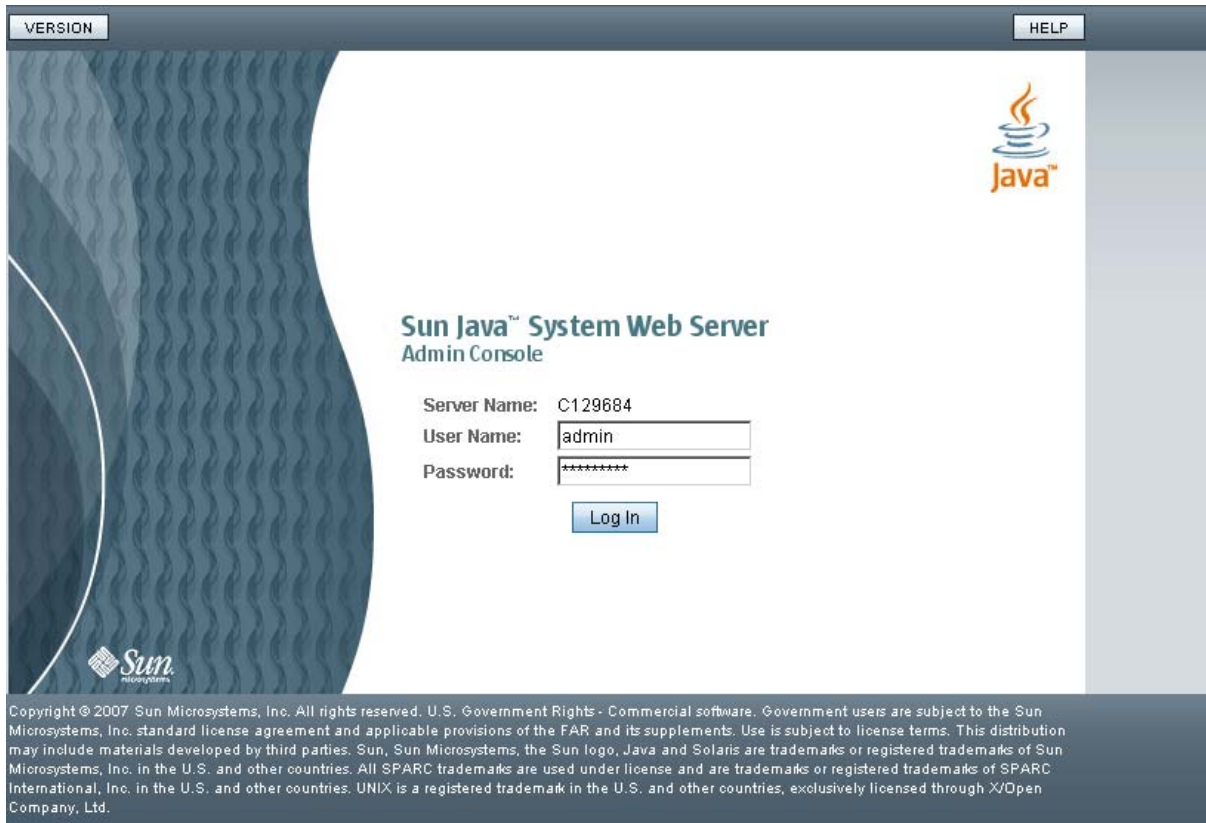 VERSION
HELP
Java™
Sun Java™ System Web Server
Admin Console
Server Name: C129684
User Name: admin
Password: *********
Log In
Sun
microsystems
Copyright © 2007 Sun Microsystems, Inc. All rights reserved. U.S. Government Rights - Commercial software. Government users are subject to the Sun
Microsystems, Inc. standard license agreement and applicable provisions of the FAR and its supplements. Use is subject to license terms. This distribution
may include materials developed by third parties. Sun, Sun Microsystems, the Sun logo, Java and Solaris are trademarks or registered trademarks of Sun
Microsystems, Inc. in the U.S. and other countries. All SPARC trademarks are used under license and are trademarks or registered trademarks of SPARC
International, Inc. in the U.S. and other countries. UNIX is a registered trademark in the U.S. and other countries, exclusively licensed through X/Open
Company, Ltd.